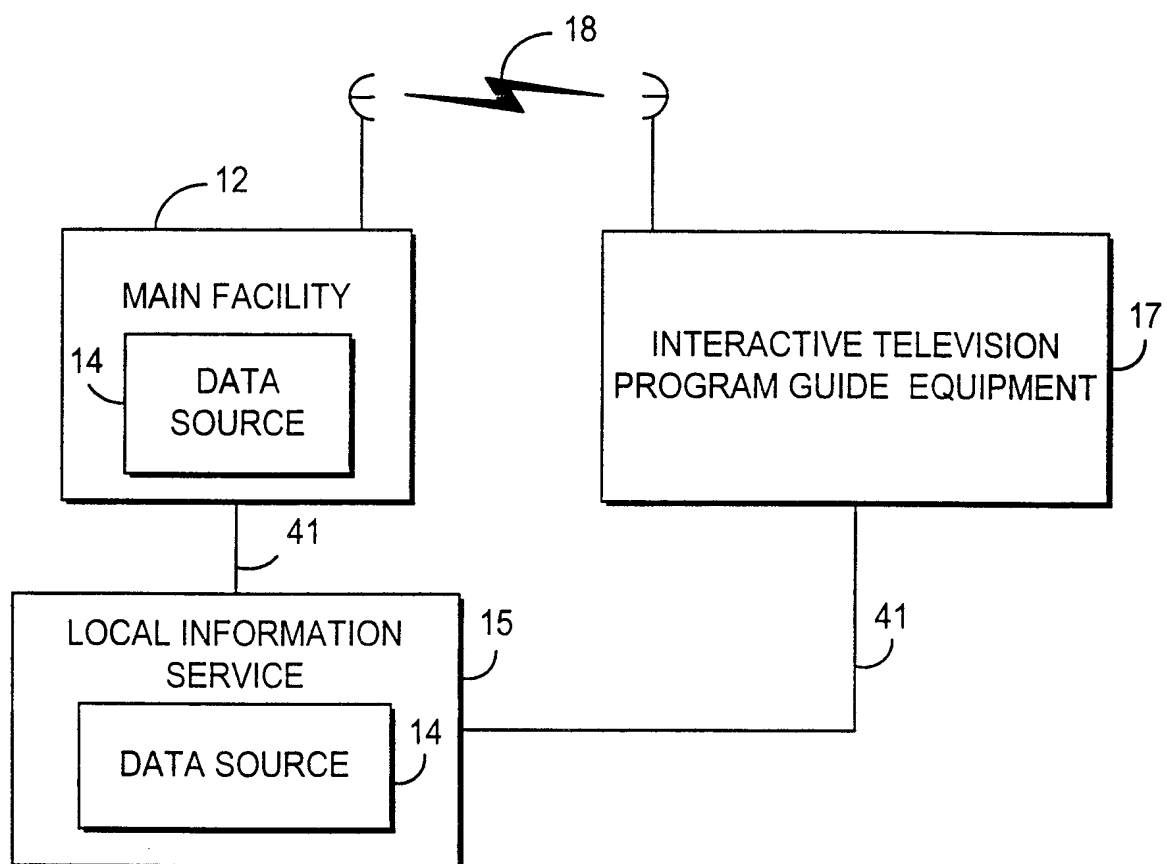 18
12
MAIN FACILITY
14
DATA
SOURCE
INTERACTIVE TELEVISION
PROGRAM GUIDE EQUIPMENT
17
41
LOCAL INFORMATION
SERVICE
15
41
14
DATA SOURCE